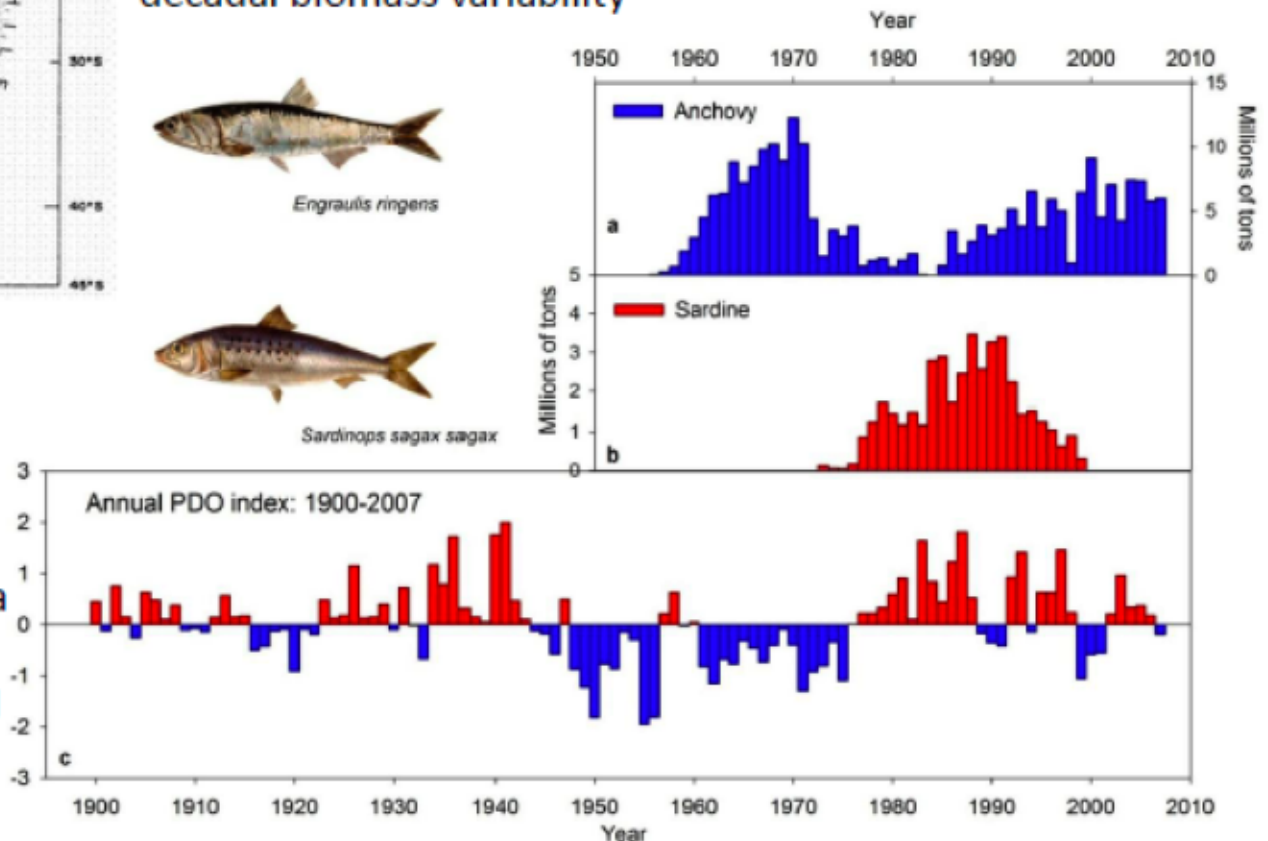 decadal biomass variability
30°S
40°S
45°S
Engraulis ringens
Sardinops sagax sagax
Year
1950 1960 1970 1980 1990 2000 2010
Anchovy
a
15
10
5
0
Millions of tons
Sardine
b
5
4
3
2
1
0
Millions of tons
Annual PDO index: 1900-2007
c
3
2
1
0
-1
-2
-3
1900 1910 1920 1930 1940 1950 1960 1970 1980 1990 2000 2010
Year